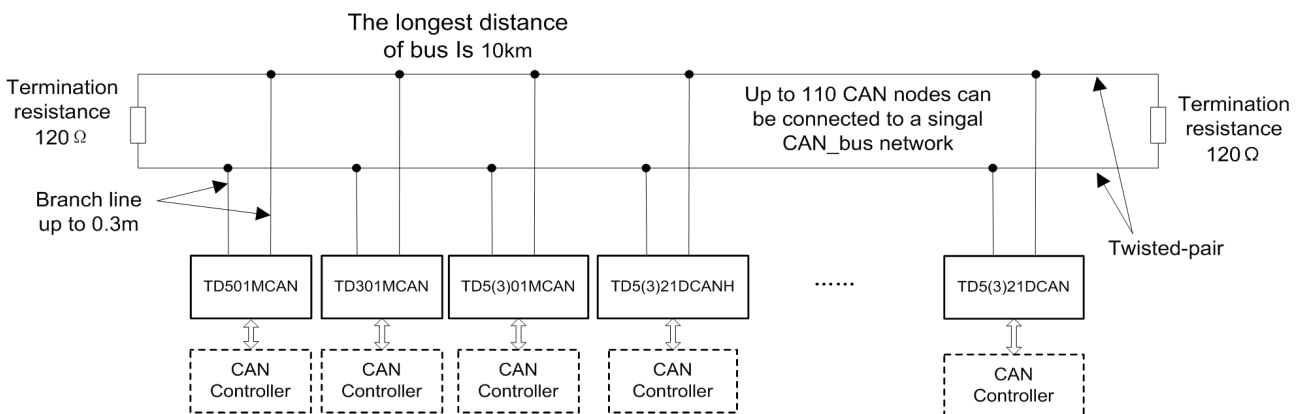 The longest distance
of bus Is 10km
Termination
resistance
120Ω
Up to 110 CAN nodes can
be connected to a singal
CAN_bus network
Termination
resistance
120Ω
Branch line
up to 0.3m
Twisted-pair
TD501MCAN
TD301MCAN
TD5(3)01MCAN
TD5(3)21DCANH
......
TD5(3)21DCAN
CAN
Controller
CAN
Controller
CAN
Controller
CAN
Controller
CAN
Controller